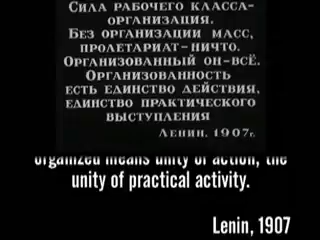 СИЛА РАБОЧЕГО КЛАССА-
ОРГАНИЗАЦИЯ.
БЕЗ ОРГАНИЗАЦИИ МАСС,
ПРОЛЕТАРИАТ-НИЧТО.
ОРГАНИЗОВАННЫЙ ОН-ВСЁ.
ОРГАНИЗОВАННОСТЬ
ЕСТЬ ЕДИНСТВО ДЕЙСТВИЯ,
ЕДИНСТВО ПРАКТИЧЕСКОГО
ВЫСТУПЛЕНИЯ
ЛЕНИН. 1907г.
organized means unity of action, the
unity of practical activity.
Lenin, 1907